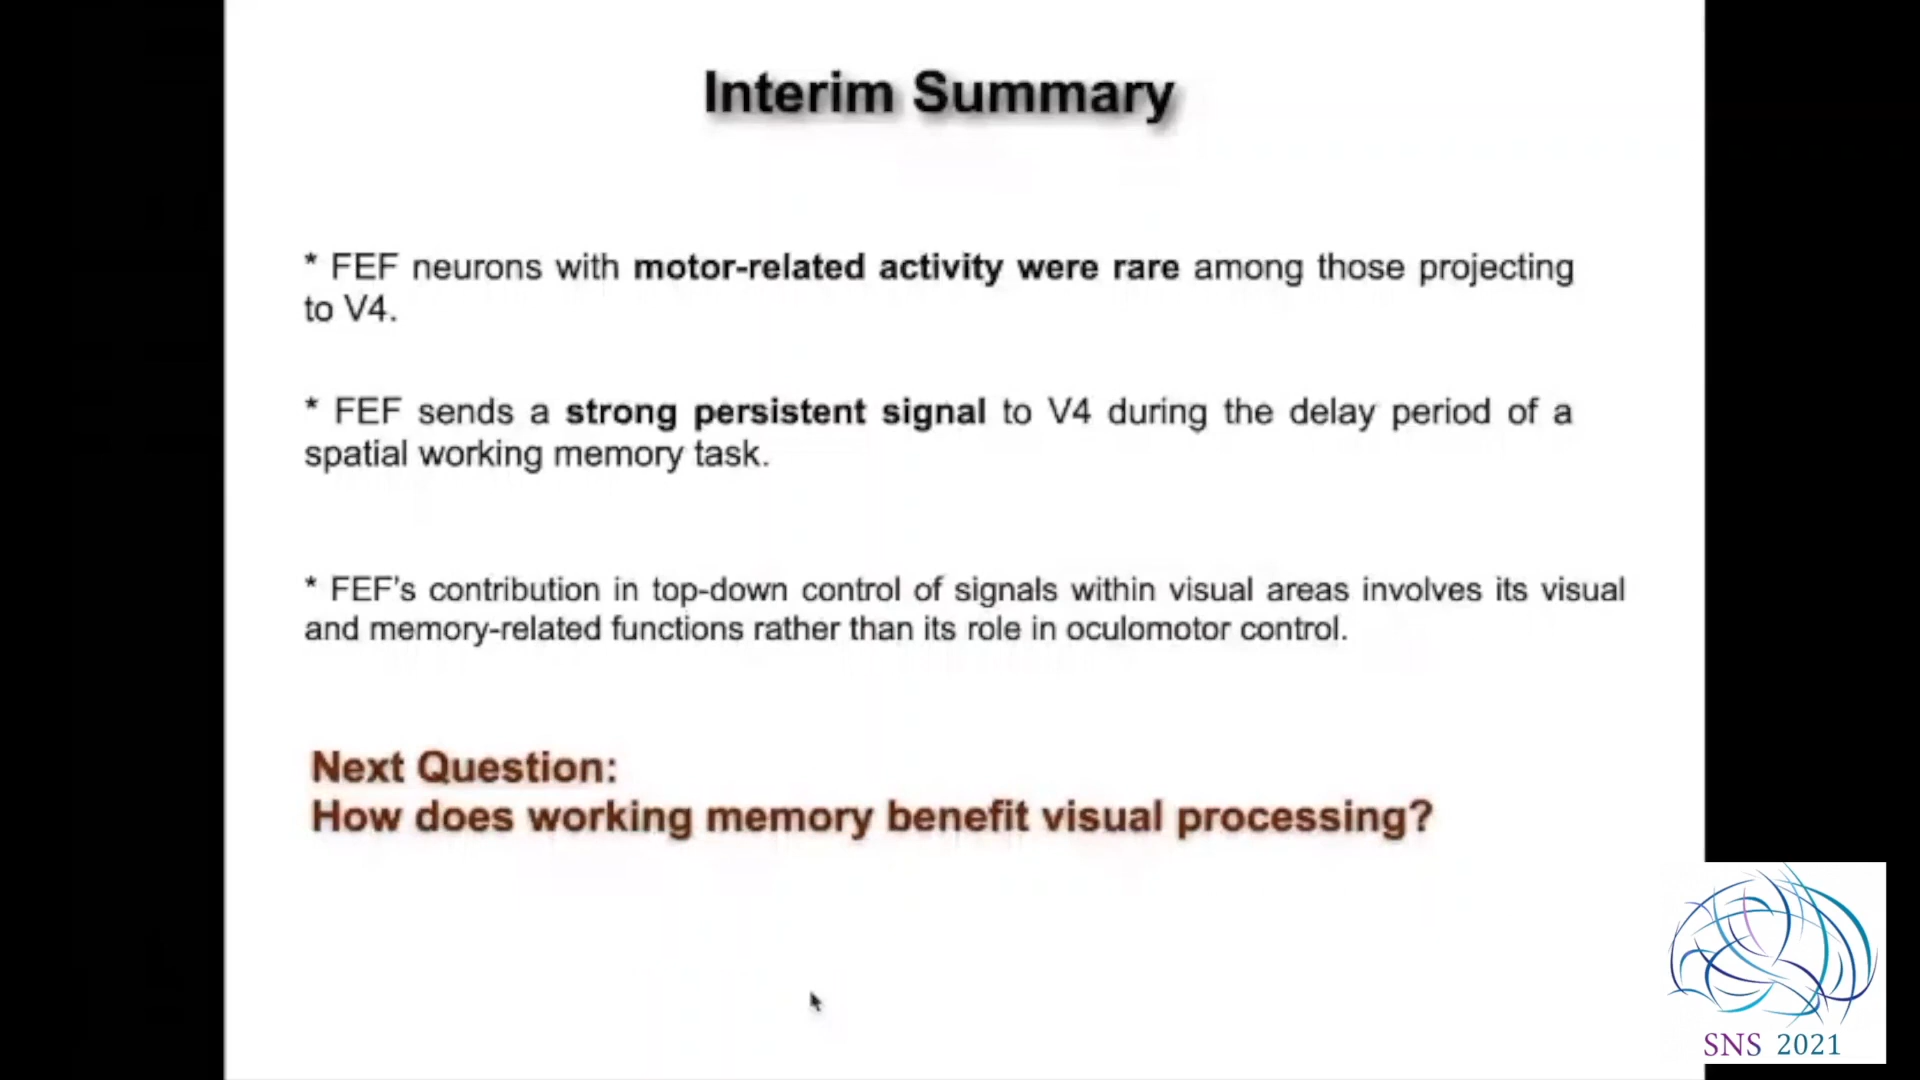 Interim Summary
* FEF neurons with motor-related activity were rare among those projecting
to V4.
* FEF sends a strong persistent signal to V4 during the delay period of a
spatial working memory task.
* FEF's contribution in top-down control of signals within visual areas involves its visual
and memory-related functions rather than its role in oculomotor control.
Next Question:
How does working memory benefit visual processing?
SNS 2021